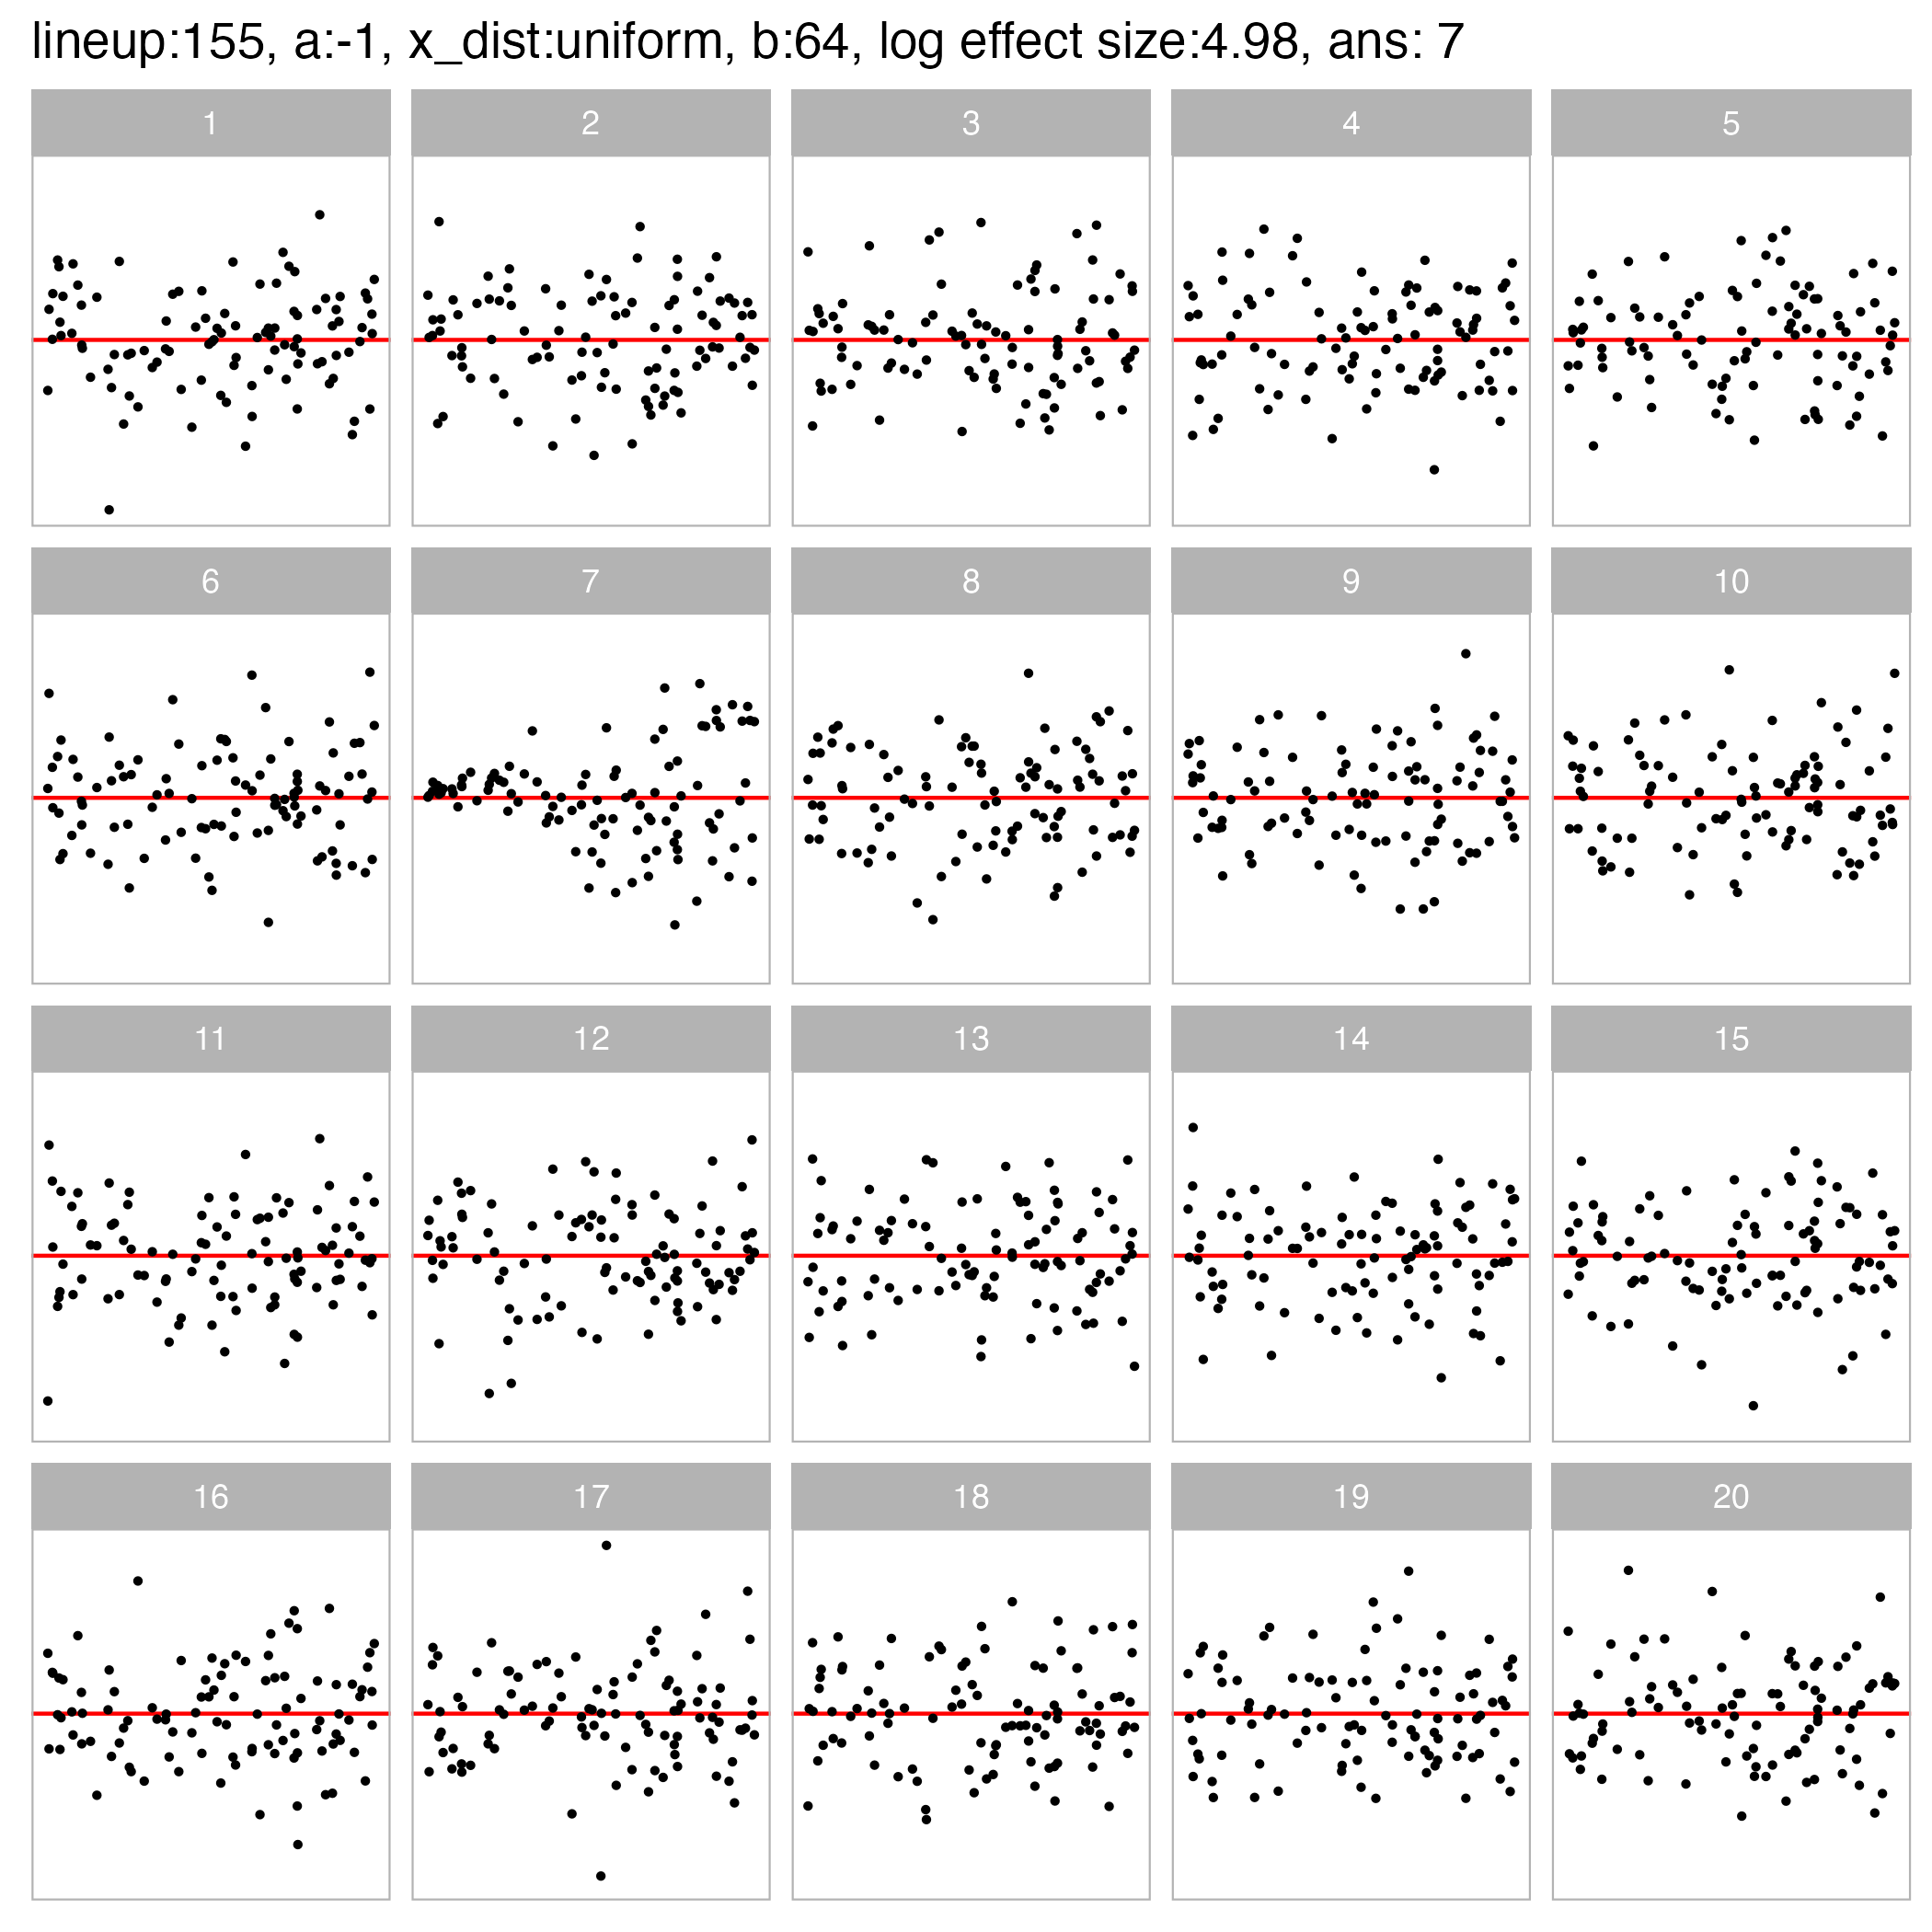 lineup:155, a:-1, x_dist:uniform, b:64, log effect size:4.98, ans: 7
1 2 3 4 5
6 7 8 9 10
11 12 13 14 15
16 17 18 19 20